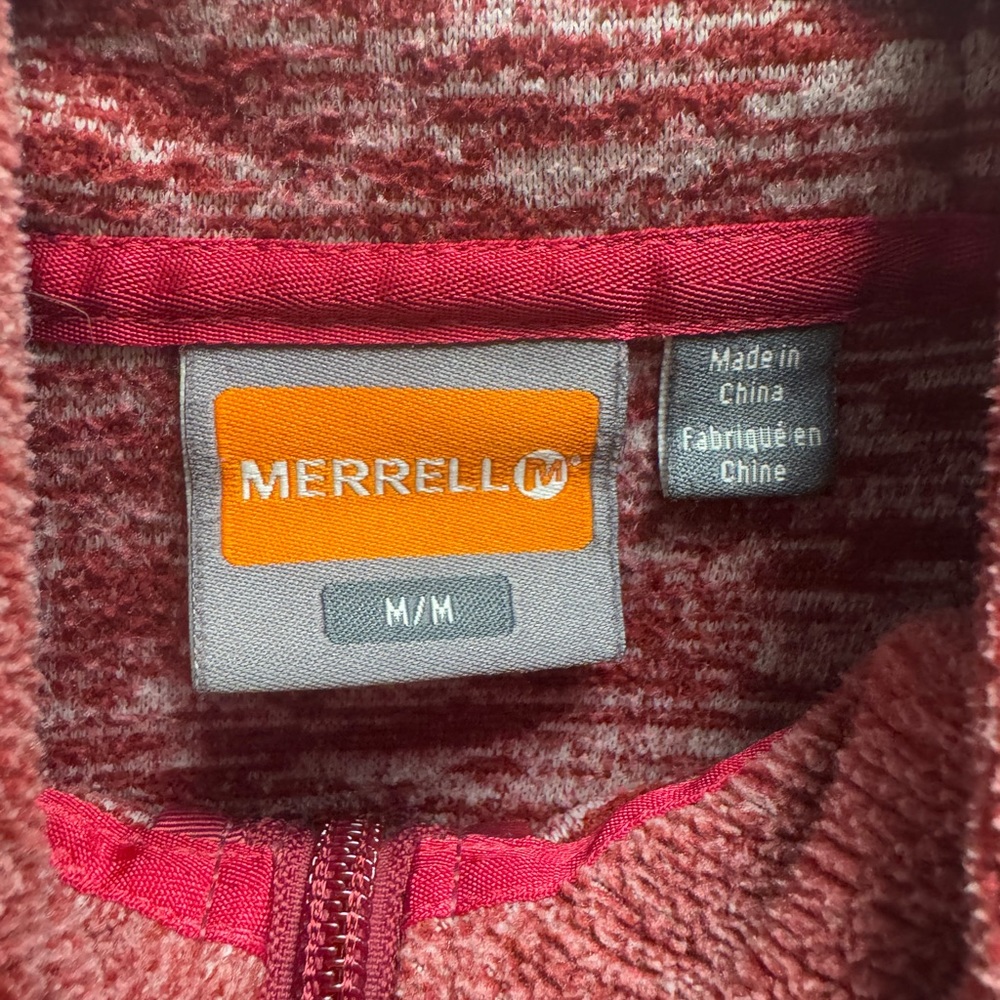 MERRELL M®
M/M
Made in
China
Fabriqué en
Chine